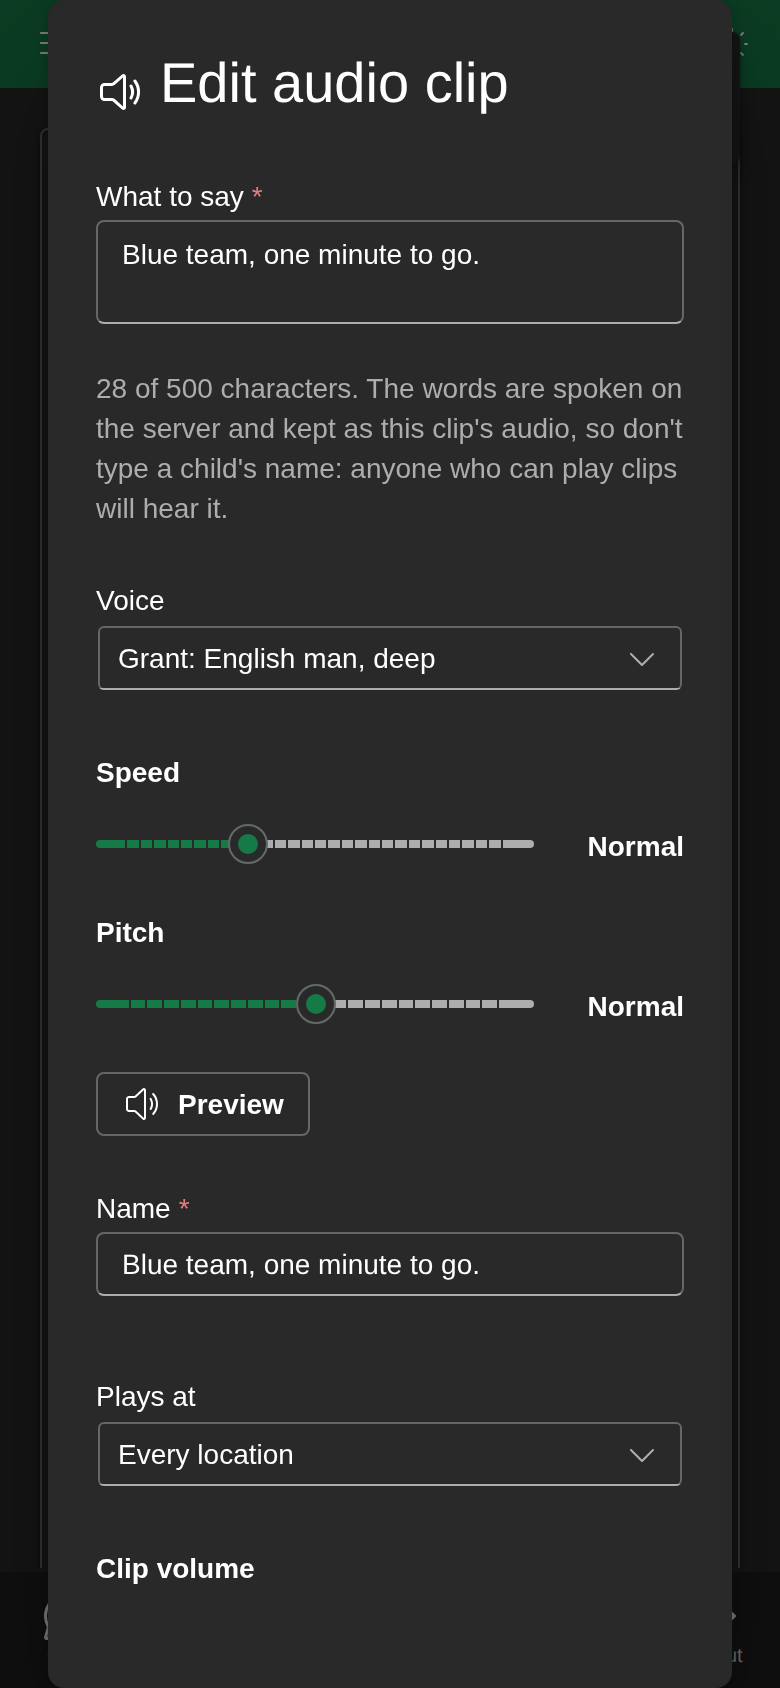 Edit audio clip
What to say *
Blue team, one minute to go.
28 of 500 characters. The words are spoken on
the server and kept as this clip's audio, so don't
type a child's name: anyone who can play clips
will hear it.
Voice
Grant: English man, deep
Speed
Normal
Pitch
Normal
Preview
Name *
Blue team, one minute to go.
Plays at
Every location
Clip volume